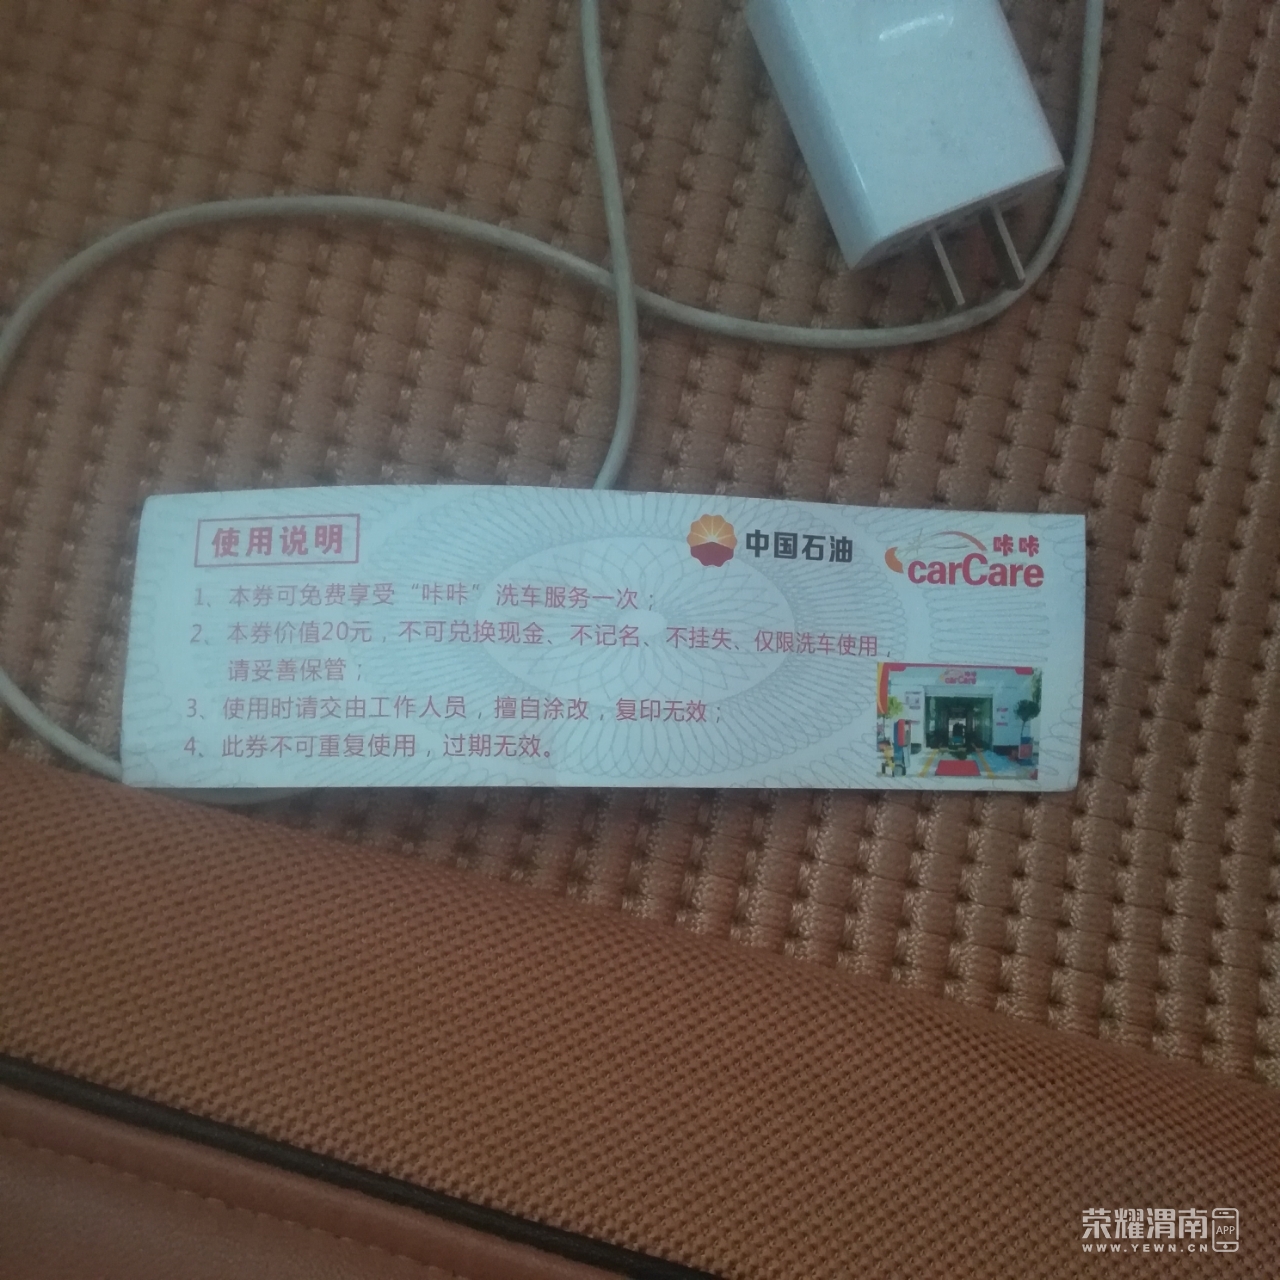 使用说明
中国石油
咔咔
carCare
1、本券可免费享受“咔咔”洗车服务一次；
2、本券价值20元，不可兑换现金、不记名、不挂失、仅限洗车使用，
请妥善保管；
3、使用时请交由工作人员，擅自涂改，复印无效；
4、此券不可重复使用，过期无效。
carCare
荣耀渭南APP
WWW.YEWN.CN